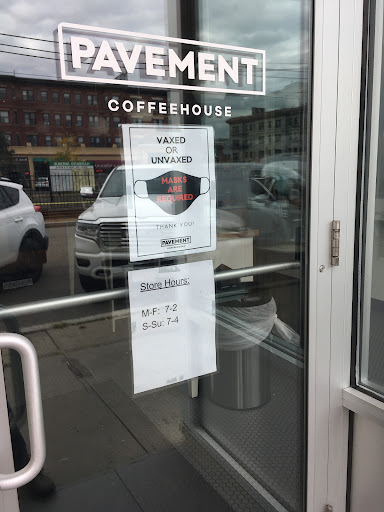 PAVEMENT
COFFEEHOUSE
VAXED
OR
UNVAXED
MASKS
ARE
REQUIRED
THANK YOU!
PAVEMENT
Store Hours:
M-F: 7-2
S-Su: 7-4